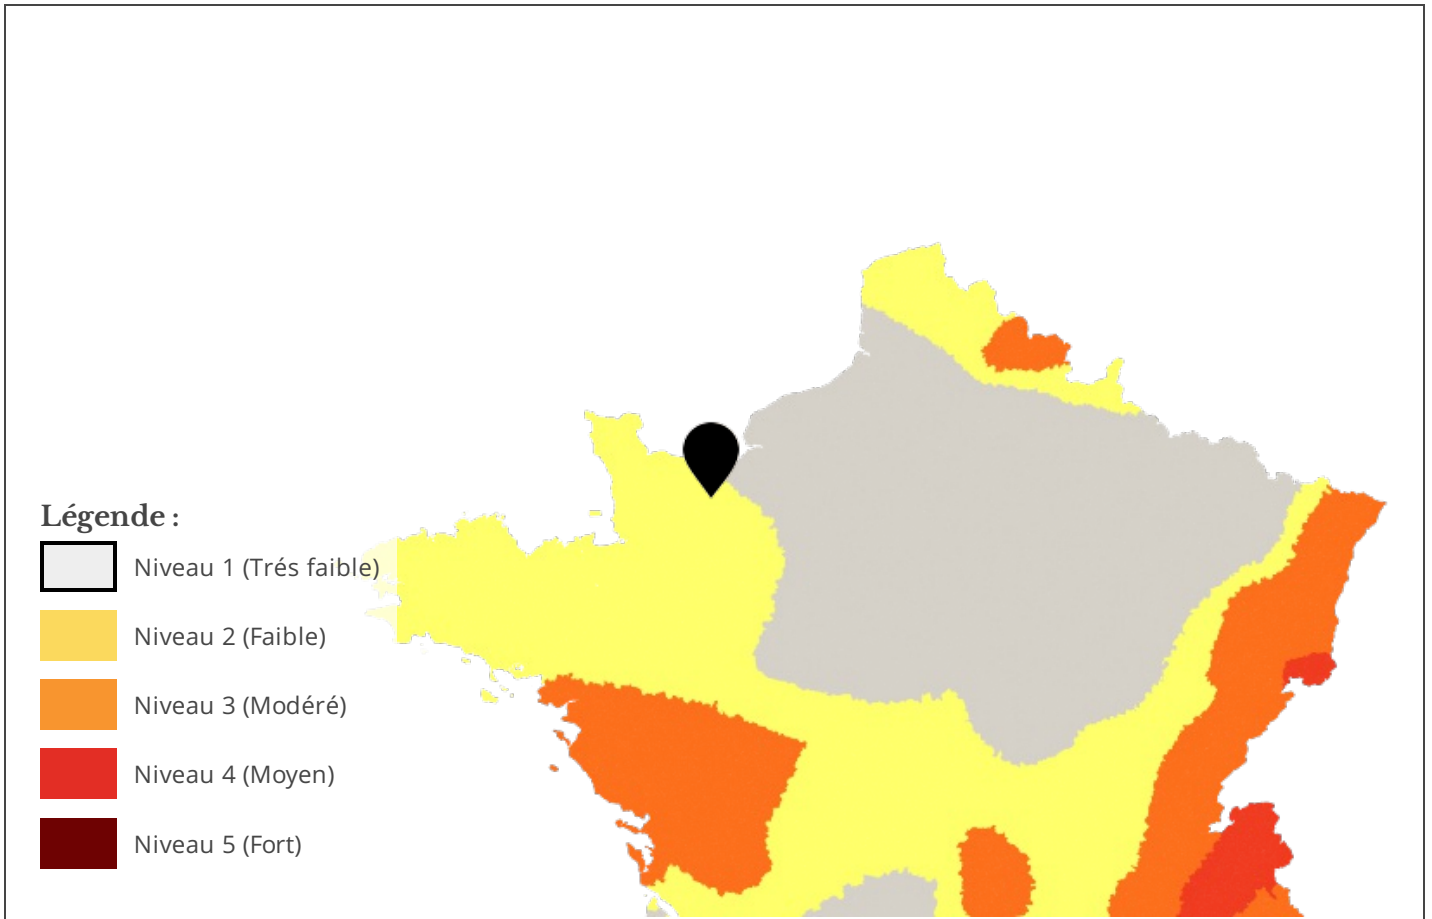 Légende :
Niveau 1 (Trés faible)
Niveau 2 (Faible)
Niveau 3 (Modéré)
Niveau 4 (Moyen)
Niveau 5 (Fort)